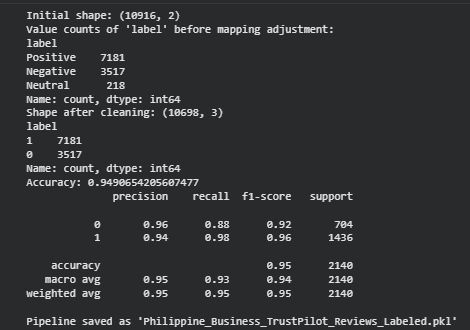 Initial shape: (10916, 2)
Value counts of 'label' before mapping adjustment:
label
Positive    7181
Negative    3517
Neutral      218
Name: count, dtype: int64
Shape after cleaning: (10698, 3)
label
1    7181
0    3517
Name: count, dtype: int64
Accuracy: 0.9490654205607477
              precision    recall  f1-score   support

           0       0.96      0.88      0.92       704
           1       0.94      0.98      0.96      1436

    accuracy                           0.95      2140
   macro avg       0.95      0.93      0.94      2140
weighted avg       0.95      0.95      0.95      2140

Pipeline saved as 'Philippine_Business_TrustPilot_Reviews_Labeled.pkl'